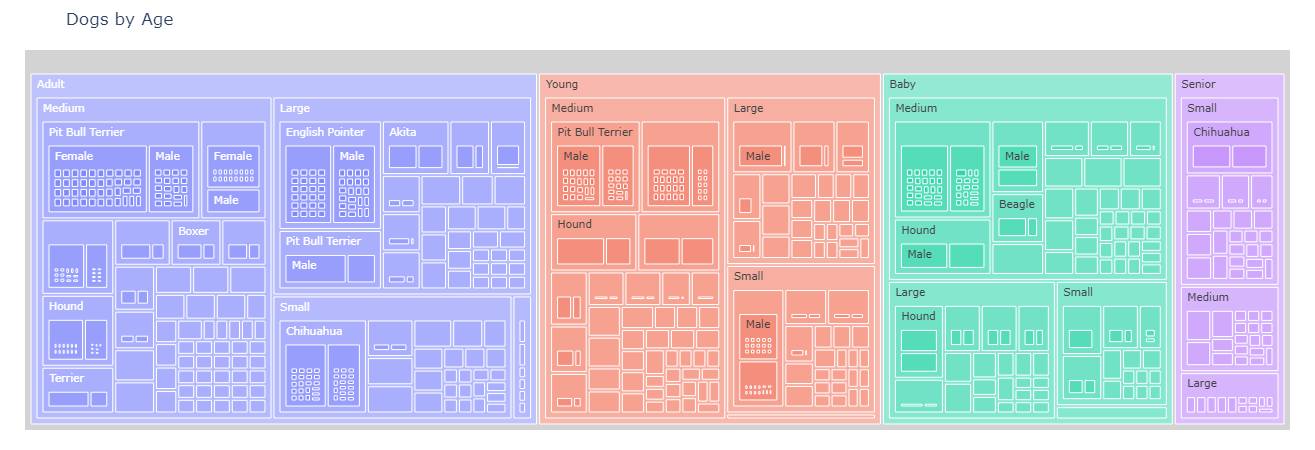 Dogs by Age
Adult
Medium
Pit Bull Terrier
Female
Male
Female
Male
Boxer
Hound
Terrier
Large
English Pointer
Male
Akita
Pit Bull Terrier
Male
Small
Chihuahua
Young
Medium
Pit Bull Terrier
Male
Hound
Large
Male
Small
Male
Baby
Medium
Male
Beagle
Hound
Male
Large
Hound
Small
Senior
Small
Chihuahua
Medium
Large